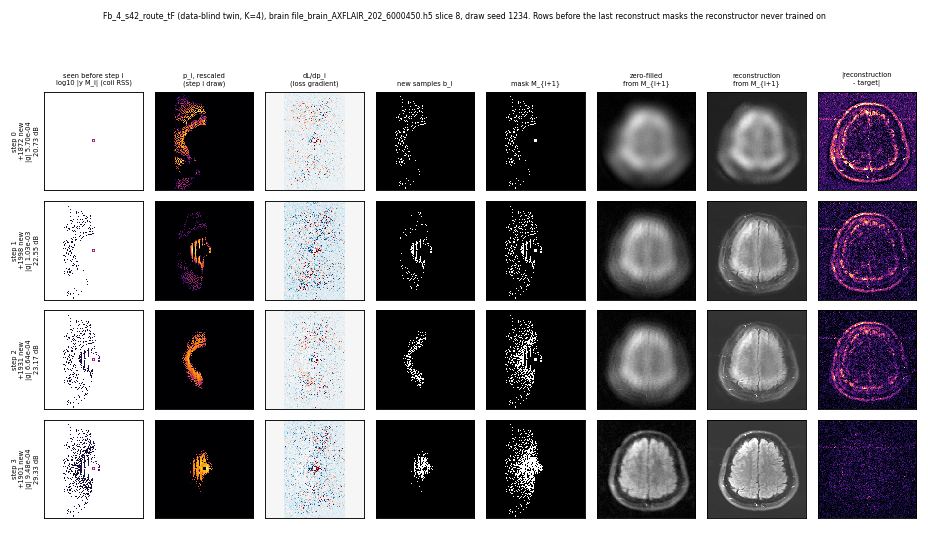 Fb_4_s42_route_tF (data-blind twin, K=4), brain file_brain_AXFLAIR_202_6000450.h5 slice 8, draw seed 1234. Rows before the last reconstruct masks the reconstructor never trained on
seen before step i
log10 |y M_i| (coil RSS)
p_i, rescaled
(step i draw)
dL/dp_i
(loss gradient)
new samples b_i
mask M_{i+1}
zero-filled
from M_{i+1}
reconstruction
from M_{i+1}
|reconstruction
- target|
step 0
+1872 new
|g| 5.70e-04
20.73 dB
step 1
+1998 new
|g| 1.03e-03
22.55 dB
step 2
+1931 new
|g| 6.64e-04
23.17 dB
step 3
+1901 new
|g| 9.48e-04
29.33 dB